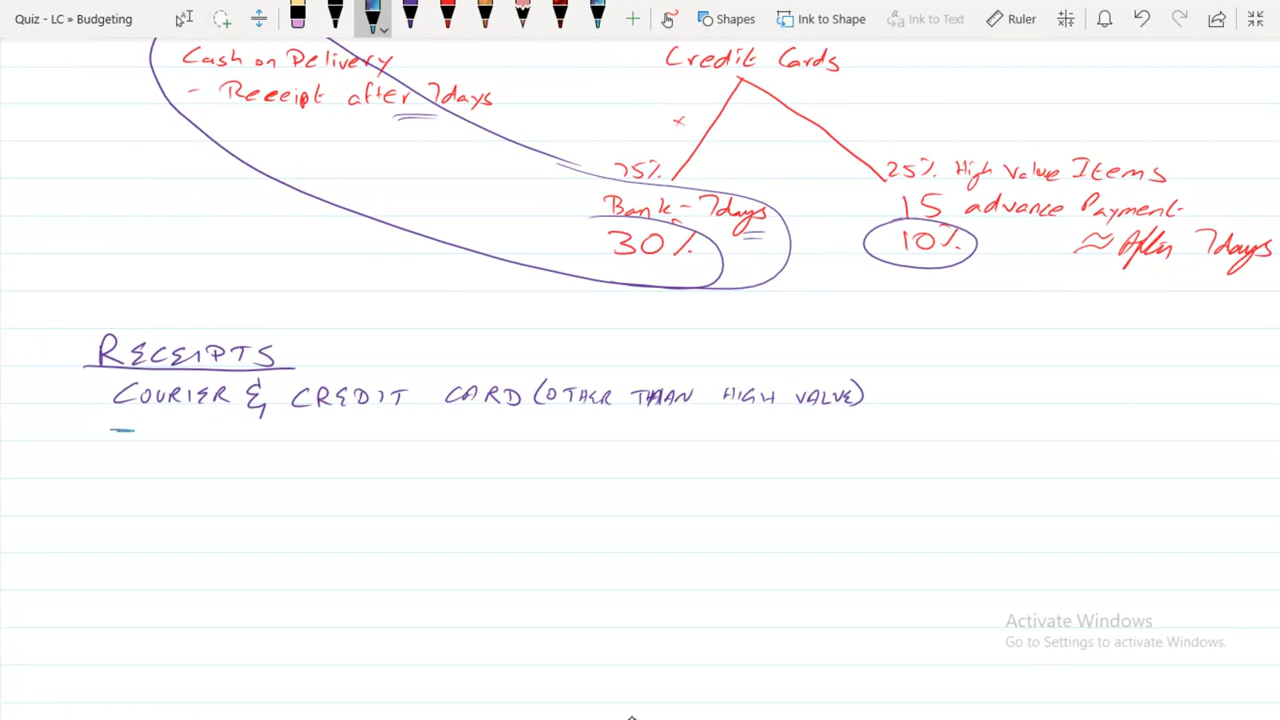 Quiz - LC » Budgeting
Shapes
Ink to Shape
Ink to Text
Ruler
Cash on Delivery
- Receipt after 7days
Credit Cards
75%
Bank - 7days
30%
25% High Value Items
15 advance Payment
10% ≈ After 7days
RECEIPTS
COURIER & CREDIT CARD (OTHER THAN HIGH VALUE)
Activate Windows
Go to Settings to activate Windows.